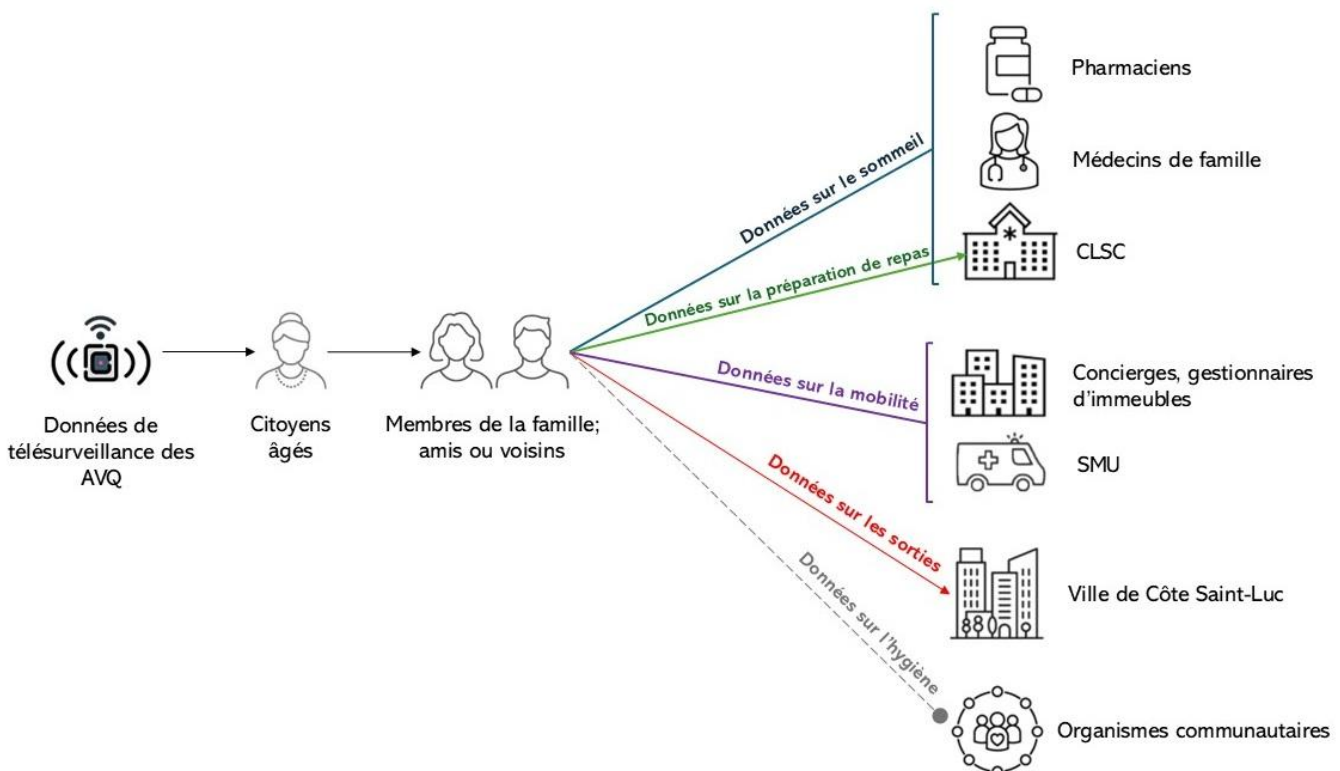 Données de
télésurveillance des
AVQ
Citoyens
âgés
Membres de la famille;
amis ou voisins
Données sur le sommeil
Données sur la préparation de repas
Données sur la mobilité
Données sur les sorties
Données sur l'hygiène
Pharmaciens
Médecins de famille
CLSC
Concierges, gestionnaires
d'immeubles
SMU
Ville de Côte Saint-Luc
Organismes communautaires